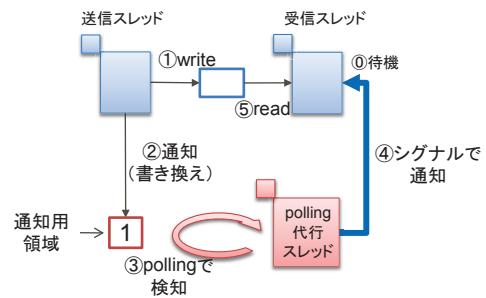 送信スレッド
受信スレッド
①write
⓪待機
⑤read
②通知
(書き換え)
④シグナルで
通知
通知用
領域
1
polling
代行
スレッド
③pollingで
検知